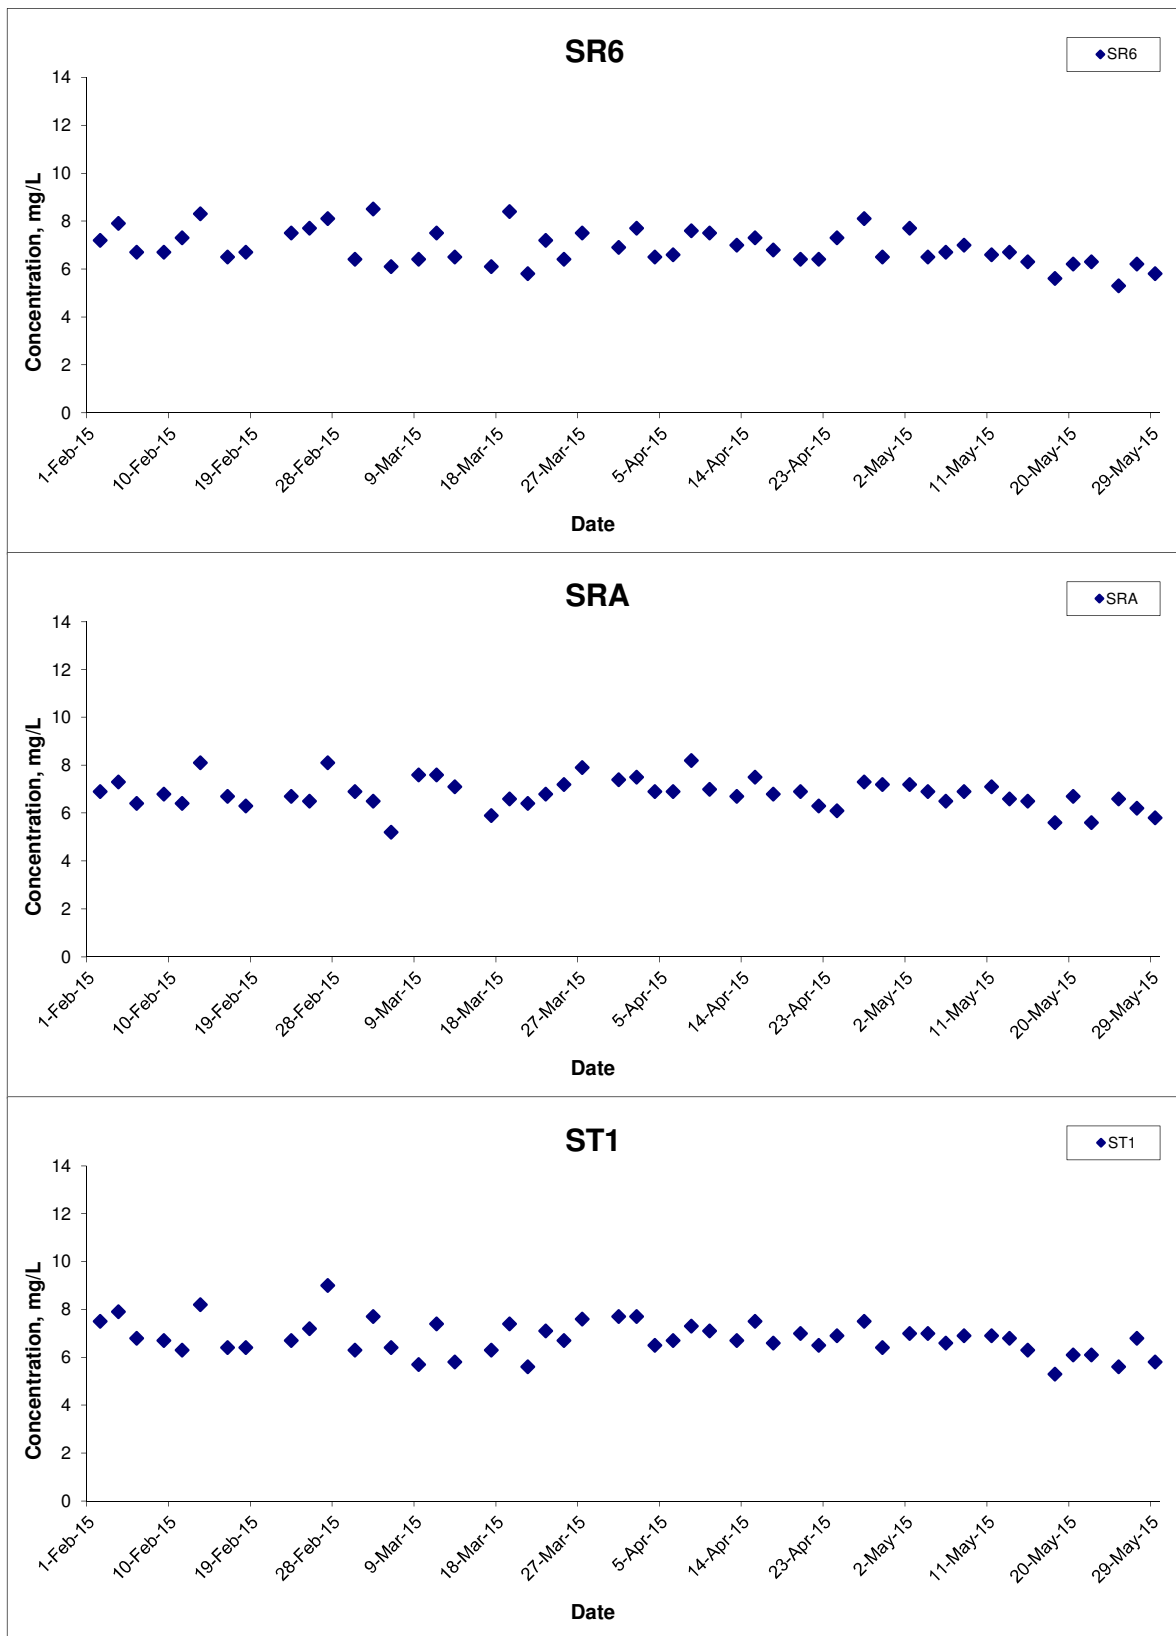 SR6
SR6
Concentration, mg/L
14
12
10
8
6
4
2
0
1-Feb-15 10-Feb-15 19-Feb-15 28-Feb-15 9-Mar-15 18-Mar-15 27-Mar-15 5-Apr-15 14-Apr-15 23-Apr-15 2-May-15 11-May-15 20-May-15 29-May-15
Date
SRA
SRA
Concentration, mg/L
14
12
10
8
6
4
2
0
1-Feb-15 10-Feb-15 19-Feb-15 28-Feb-15 9-Mar-15 18-Mar-15 27-Mar-15 5-Apr-15 14-Apr-15 23-Apr-15 2-May-15 11-May-15 20-May-15 29-May-15
Date
ST1
ST1
Concentration, mg/L
14
12
10
8
6
4
2
0
1-Feb-15 10-Feb-15 19-Feb-15 28-Feb-15 9-Mar-15 18-Mar-15 27-Mar-15 5-Apr-15 14-Apr-15 23-Apr-15 2-May-15 11-May-15 20-May-15 29-May-15
Date